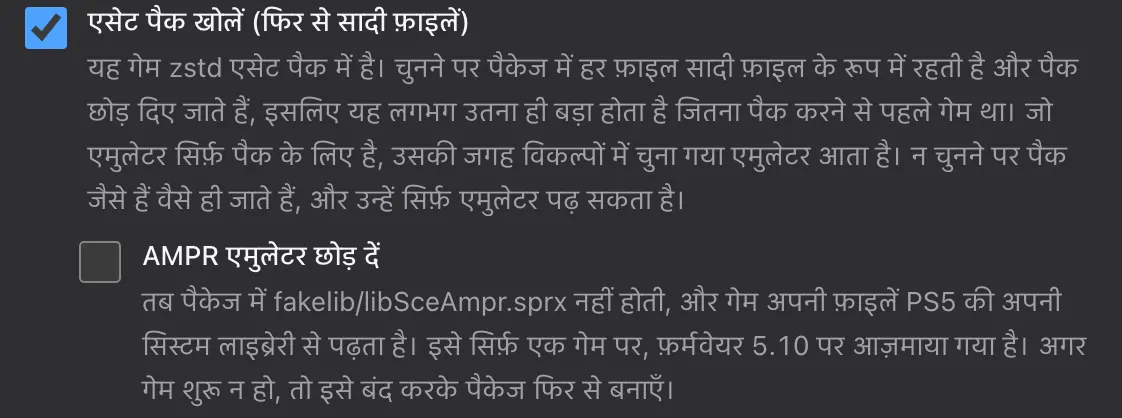 एसेट पैक खोलें (फिर से सादी फ़ाइलें)
यह गेम zstd एसेट पैक में है। चुनने पर पैकेज में हर फ़ाइल सादी फ़ाइल के रूप में रहती है और पैक
छोड़ दिए जाते हैं, इसलिए यह लगभग उतना ही बड़ा होता है जितना पैक करने से पहले गेम था। जो
एमुलेटर सिर्फ़ पैक के लिए है, उसकी जगह विकल्पों में चुना गया एमुलेटर आता है। न चुनने पर पैक
जैसे हैं वैसे ही जाते हैं, और उन्हें सिर्फ़ एमुलेटर पढ़ सकता है।
AMPR एमुलेटर छोड़ दें
तब पैकेज में fakelib/libSceAmpr.sprx नहीं होती, और गेम अपनी फ़ाइलें PS5 की अपनी
सिस्टम लाइब्रेरी से पढ़ता है। इसे सिर्फ़ एक गेम पर, फ़र्मवेयर 5.10 पर आज़माया गया है। अगर
गेम शुरू न हो, तो इसे बंद करके पैकेज फिर से बनाएँ।